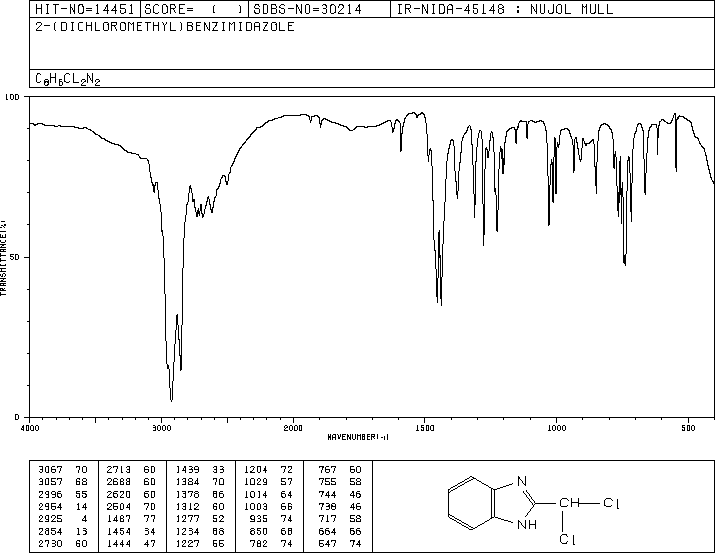 HIT-NO=14451 SCORE= ( ) SDBS-NO=30214 IR-NIDA-45148 : NUJOL MULL
2-(DICHLOROMETHYL)BENZIMIDAZOLE
C8H6CL2N2
100
50
0
TRANSMITTANCE(%)
4000 3000 2000 1500 1000 500
WAVENUMBER(-1)
3067 70 2713 60 1439 33 1204 72 767 60
3057 68 2688 60 1384 70 1029 57 755 58
2996 55 2620 60 1378 66 1014 64 744 46
2954 14 2504 70 1312 60 1003 66 738 46
2925 4 1487 77 1277 52 935 74 717 58
2854 13 1454 34 1234 68 850 68 664 66
2730 60 1444 47 1227 55 782 74 547 74
N
CH Cl
NH
Cl